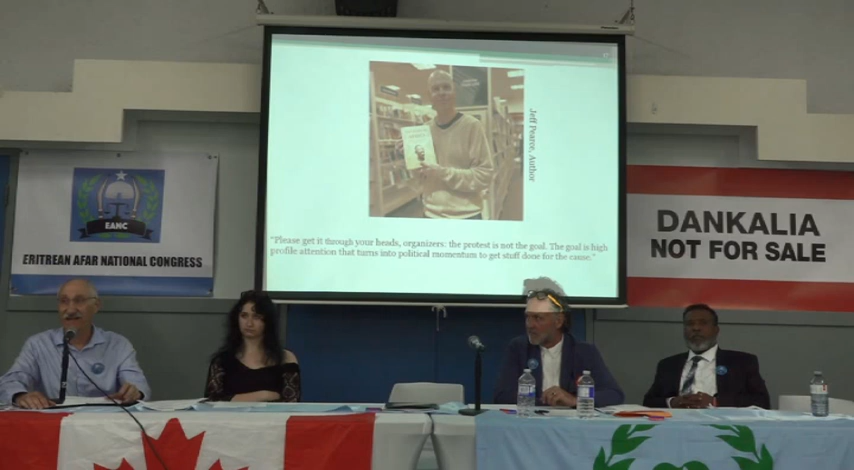 Jeff Pearce, Author
"Please get it through your heads, organizers: the protest is not the goal. The goal is high
profile attention that turns into political momentum to get stuff done for the cause."
EANC
ERITREAN AFAR NATIONAL CONGRESS
DANKALIA
NOT FOR SALE